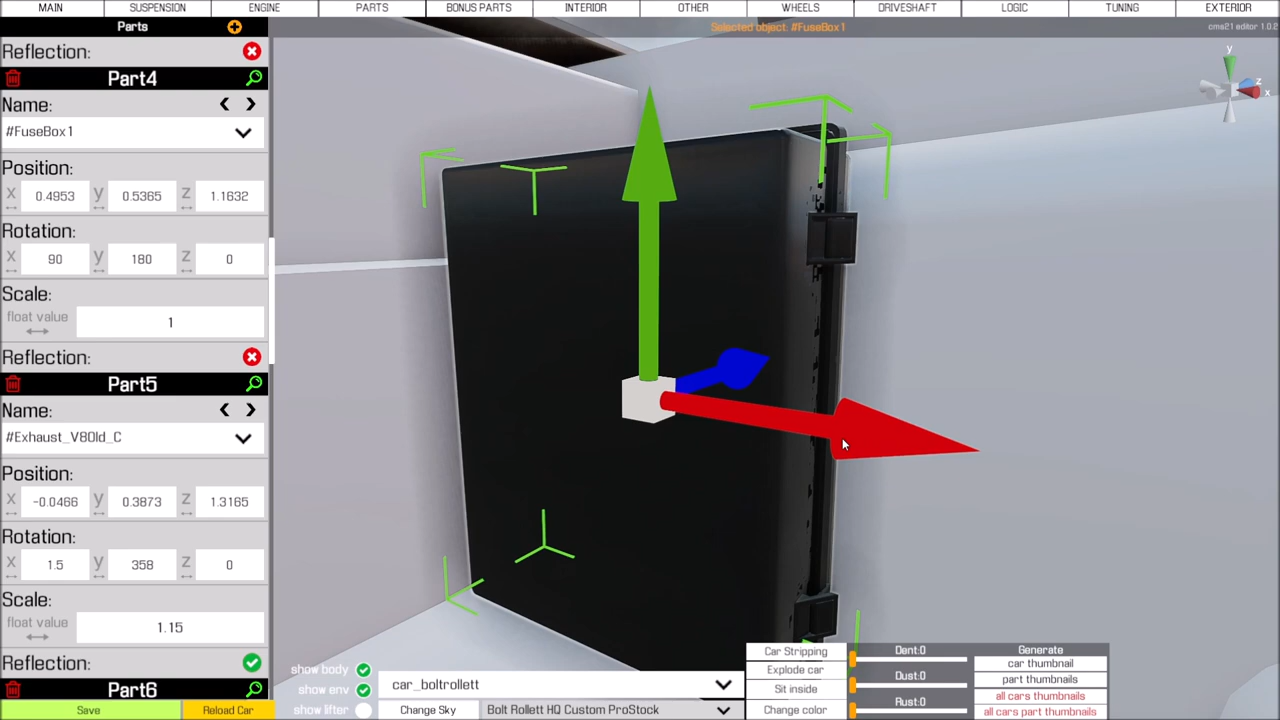 MAIN SUSPENSION ENGINE PARTS BONUS PARTS INTERIOR OTHER WHEELS DRIVESHAFT LOGIC TUNING EXTERIOR
Parts
Selected object: #FuseBox1
cms21 editor 1.0.2
Reflection:
Part4
Name: < >
#FuseBox1
Position:
x 0.4953 y 0.5365 z 1.1632
Rotation:
x 90 y 180 z 0
Scale:
float value 1
Reflection:
Part5
Name: < >
#Exhaust_V8Old_C
Position:
x -0.0466 y 0.3873 z 1.3165
Rotation:
x 1.5 y 358 z 0
Scale:
float value 1.15
Reflection:
Part6
Save Reload Car
show body
show env
show lifter
car_boltrollett
Change Sky Bolt Rollett HQ Custom ProStock
Car Stripping
Explode car
Sit inside
Change color
Dent:0
Dust:0
Rust:0
Generate
car thumbnail
part thumbnails
all cars thumbnails
all cars part thumbnails
y
z
x